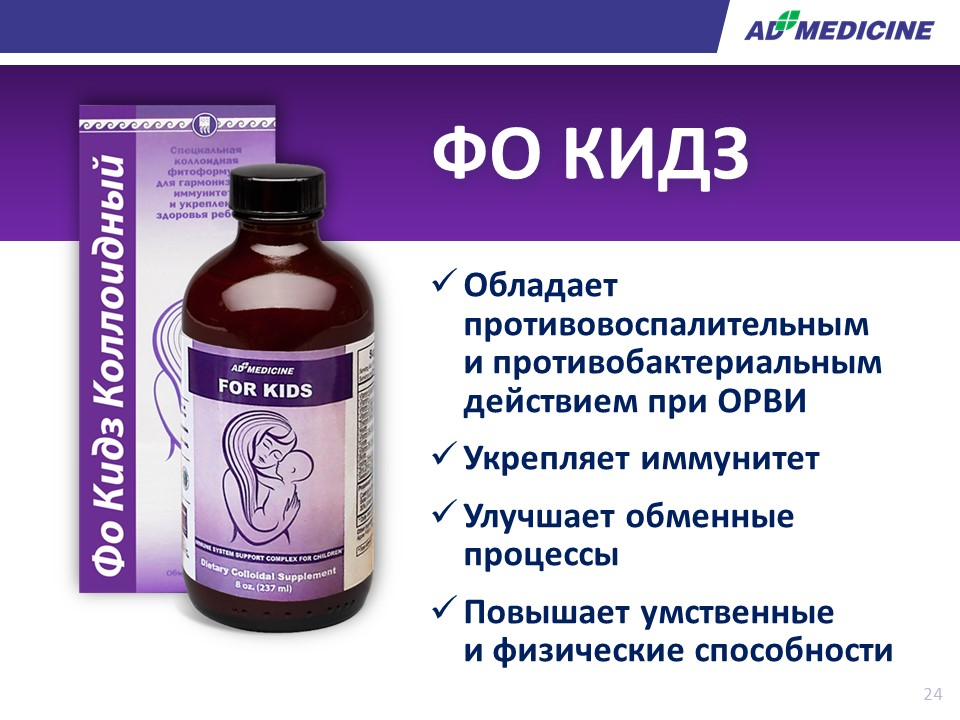 AD MEDICINE
ФО КИДЗ
Специальная
коллоидная
фитоформу
для гармониз
иммунитет
и укреплен
здоровья реб
Фо Кидз Коллоидный
AD MEDICINE
FOR KIDS
IMMUNE SYSTEM SUPPORT COMPLEX FOR CHILDREN
Dietary Colloidal Supplement
8 oz. (237 ml)
Обладает
противовоспалительным
и противобактериальным
действием при ОРВИ
Укрепляет иммунитет
Улучшает обменные
процессы
Повышает умственные
и физические способности
24